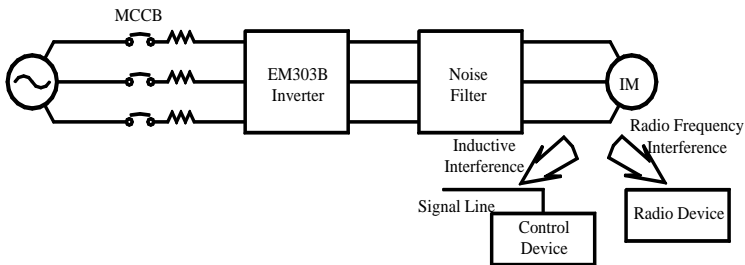 MCCB
EM303B
Inverter
Noise
Filter
IM
Inductive
Interference
Radio Frequency
Interference
Signal Line
Control
Device
Radio Device